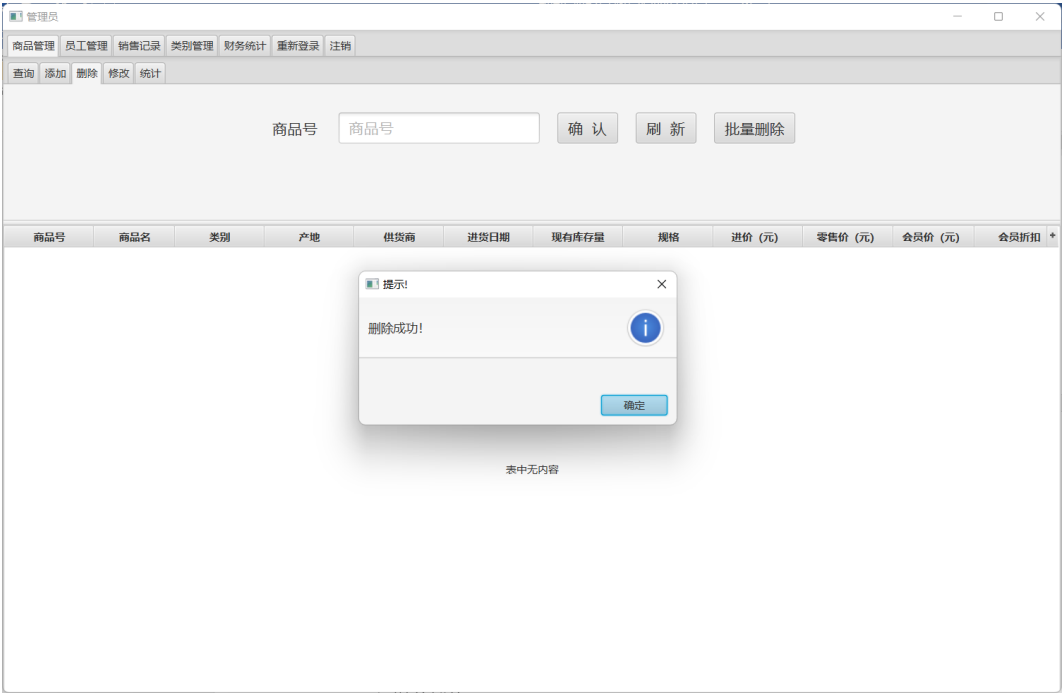 管理员
商品管理 员工管理 销售记录 类别管理 财务统计 重新登录 注销
查询 添加 删除 修改 统计
商品号 商品号 确 认 刷 新 批量删除
商品号 商品名 类别 产地 供货商 进货日期 现有库存量 规格 进价（元） 零售价（元） 会员价（元） 会员折扣 +
提示!
删除成功!
确定
表中无内容